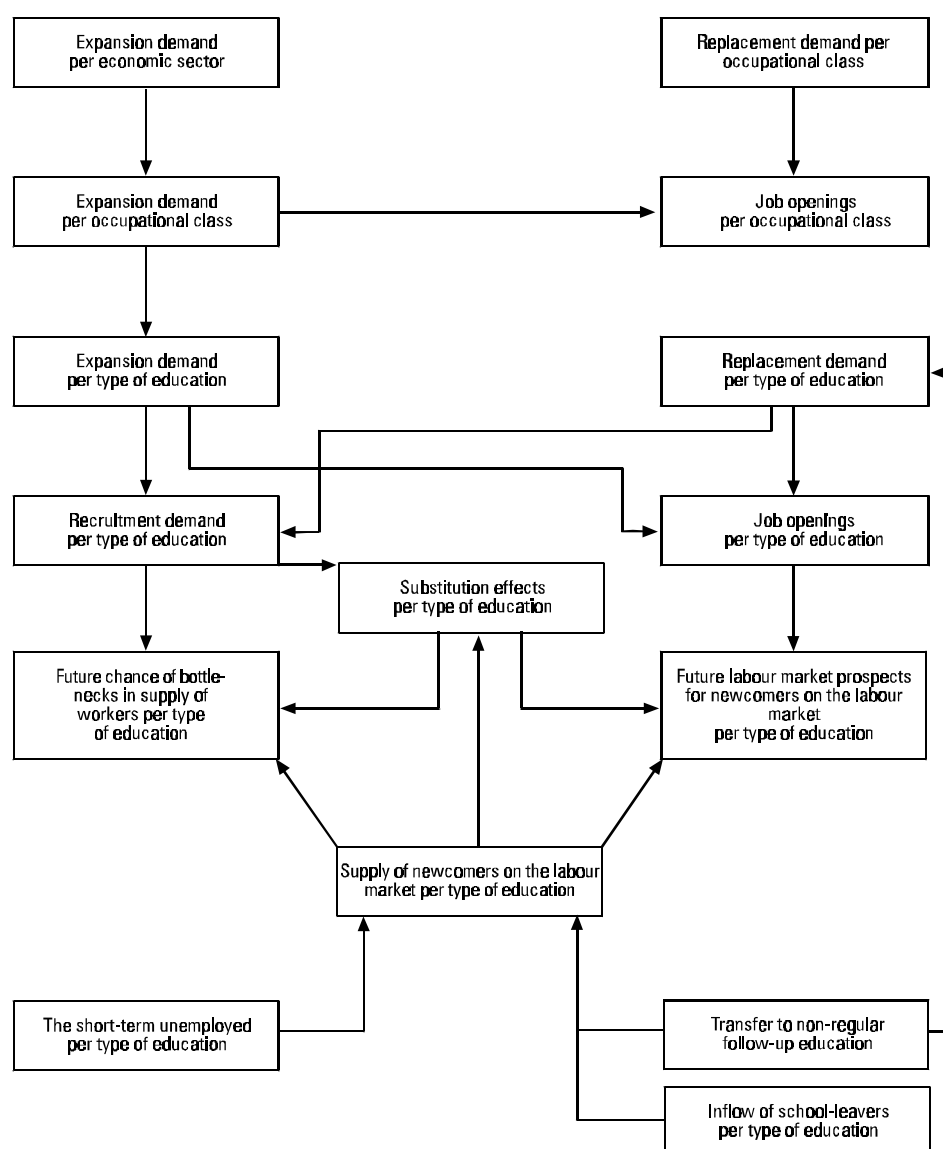 Expansion demand
per economic sector
Replacement demand per
occupational class
Expansion demand
per occupational class
Job openings
per occupational class
Expansion demand
per type of education
Replacement demand
per type of education
Recruitment demand
per type of education
Job openings
per type of education
Substitution effects
per type of education
Future chance of bottle-
necks in supply of
workers per type
of education
Future labour market prospects
for newcomers on the labour
market
per type of education
Supply of newcomers on the labour
market per type of education
The short-term unemployed
per type of education
Transfer to non-regular
follow-up education
Inflow of school-leavers
per type of education